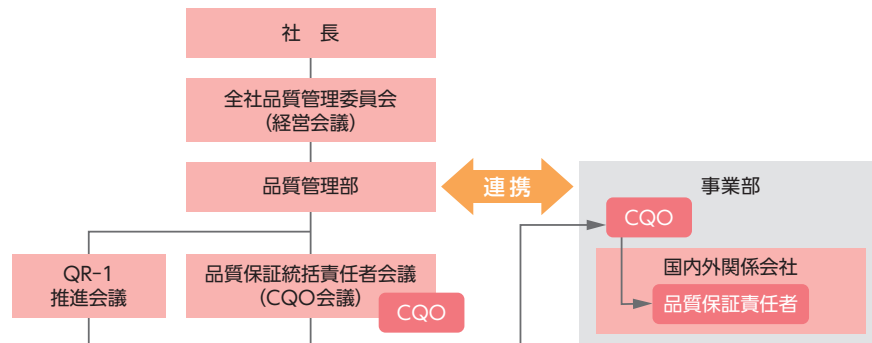 社　長
全社品質管理委員会
(経営会議)
品質管理部
連携
事業部
CQO
国内外関係会社
品質保証責任者
QR-1
推進会議
品質保証統括責任者会議
(CQO会議)
CQO